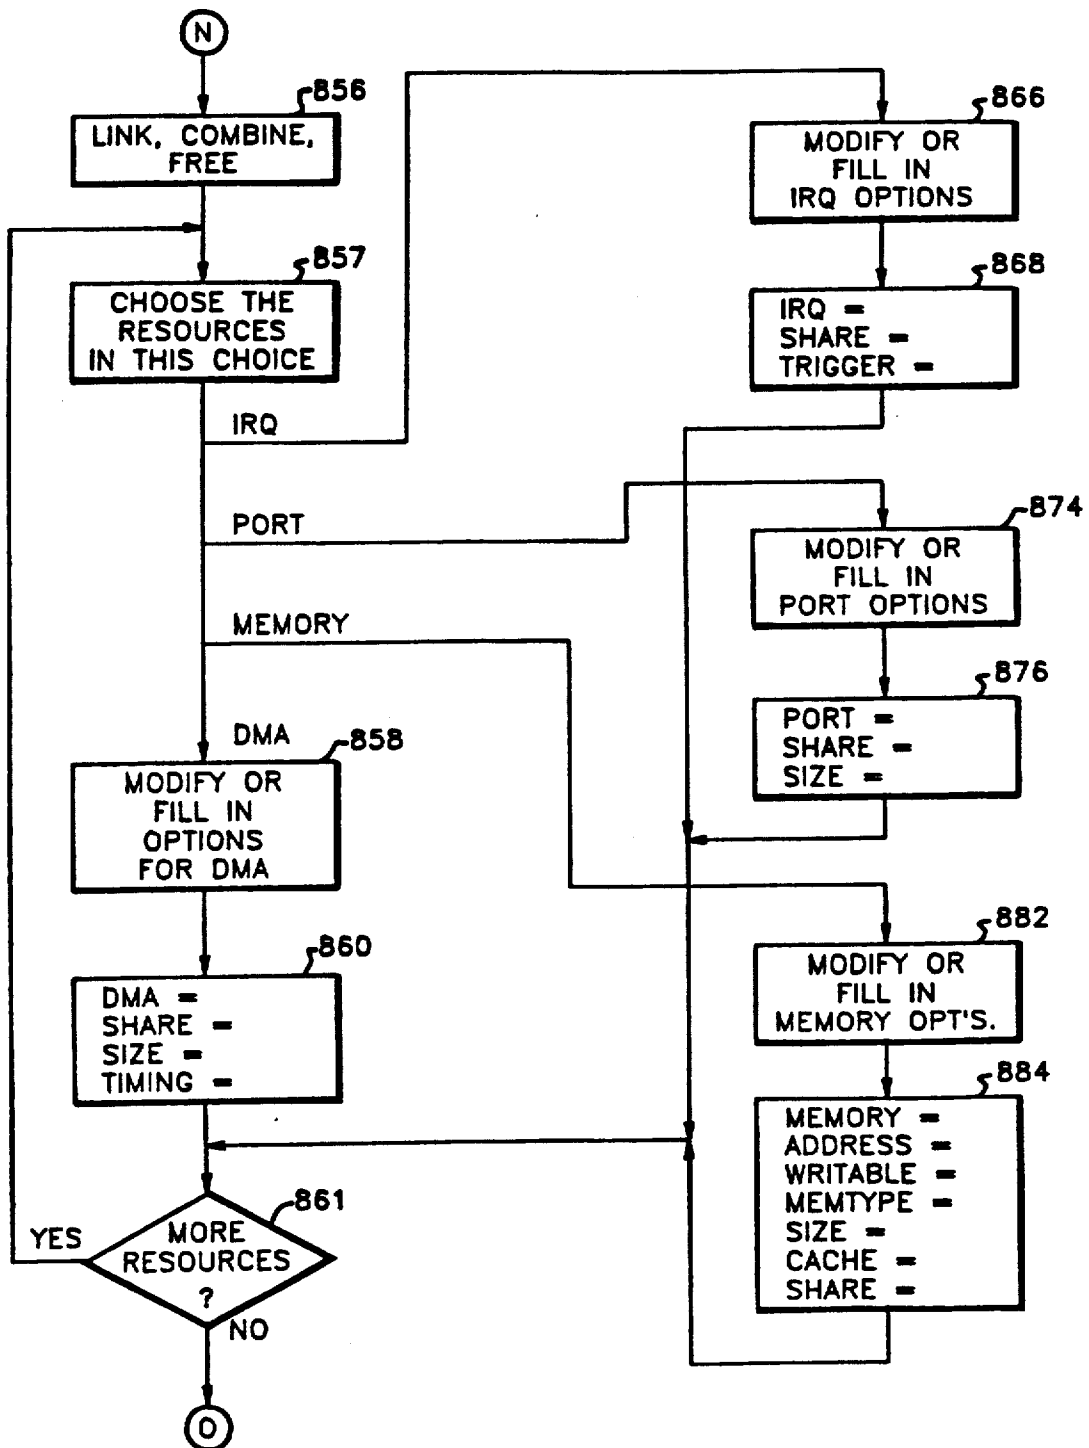 N
856
LINK, COMBINE,
FREE
857
CHOOSE THE
RESOURCES
IN THIS CHOICE
IRQ
PORT
MEMORY
DMA
858
MODIFY OR
FILL IN
OPTIONS
FOR DMA
860
DMA =
SHARE =
SIZE =
TIMING =
861
MORE
RESOURCES
?
YES
NO
O
866
MODIFY OR
FILL IN
IRQ OPTIONS
868
IRQ =
SHARE =
TRIGGER =
874
MODIFY OR
FILL IN
PORT OPTIONS
876
PORT =
SHARE =
SIZE =
882
MODIFY OR
FILL IN
MEMORY OPT'S.
884
MEMORY =
ADDRESS =
WRITABLE =
MEMTYPE =
SIZE =
CACHE =
SHARE =